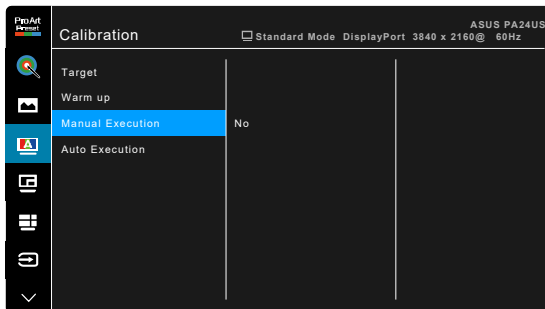 ProArt
Preset
Calibration
ASUS PA24US
Standard Mode DisplayPort 3840 x 2160@ 60Hz
Target
Warm up
Manual Execution No
Auto Execution
A